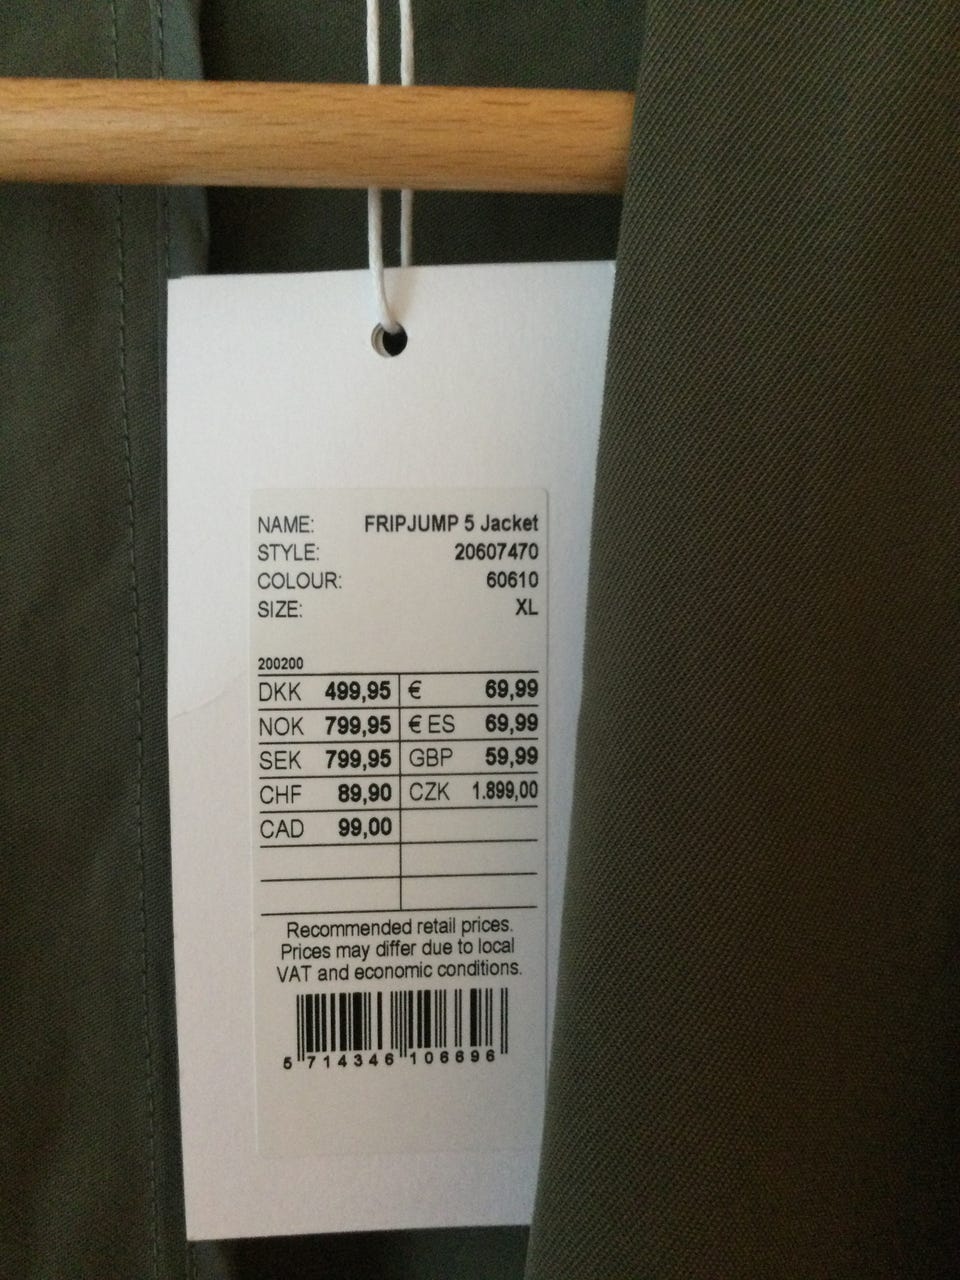 NAME: FRIPJUMP 5 Jacket
STYLE: 20607470
COLOUR: 60610
SIZE: XL
200200
DKK 499,95 € 69,99
NOK 799,95 € ES 69,99
SEK 799,95 GBP 59,99
CHF 89,90 CZK 1.899,00
CAD 99,00
Recommended retail prices.
Prices may differ due to local
VAT and economic conditions.
5 714346 106696